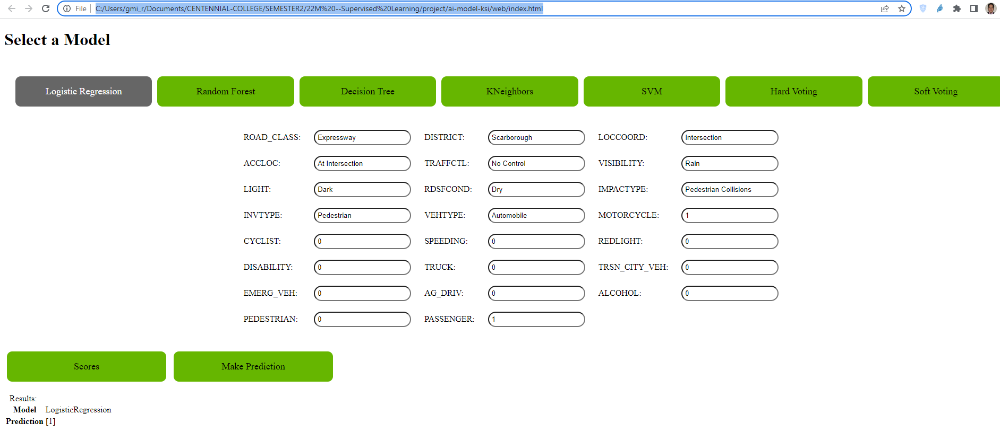 File C:/Users/gmi_r/Documents/CENTENNIAL-COLLEGE/SEMESTER2/22M%20--Supervised%20Learning/project/ai-model-ksi/web/index.html
Select a Model
Logistic Regression Random Forest Decision Tree KNeighbors SVM Hard Voting Soft Voting
ROAD_CLASS: Expressway DISTRICT: Scarborough LOCCOORD: Intersection
ACCLOC: At Intersection TRAFFCTL: No Control VISIBILITY: Rain
LIGHT: Dark RDSFCOND: Dry IMPACTYPE: Pedestrian Collisions
INVTYPE: Pedestrian VEHTYPE: Automobile MOTORCYCLE: 1
CYCLIST: 0 SPEEDING: 0 REDLIGHT: 0
DISABILITY: 0 TRUCK: 0 TRSN_CITY_VEH: 0
EMERG_VEH: 0 AG_DRIV: 0 ALCOHOL: 0
PEDESTRIAN: 0 PASSENGER: 1
Scores Make Prediction
Results:
Model LogisticRegression
Prediction [1]